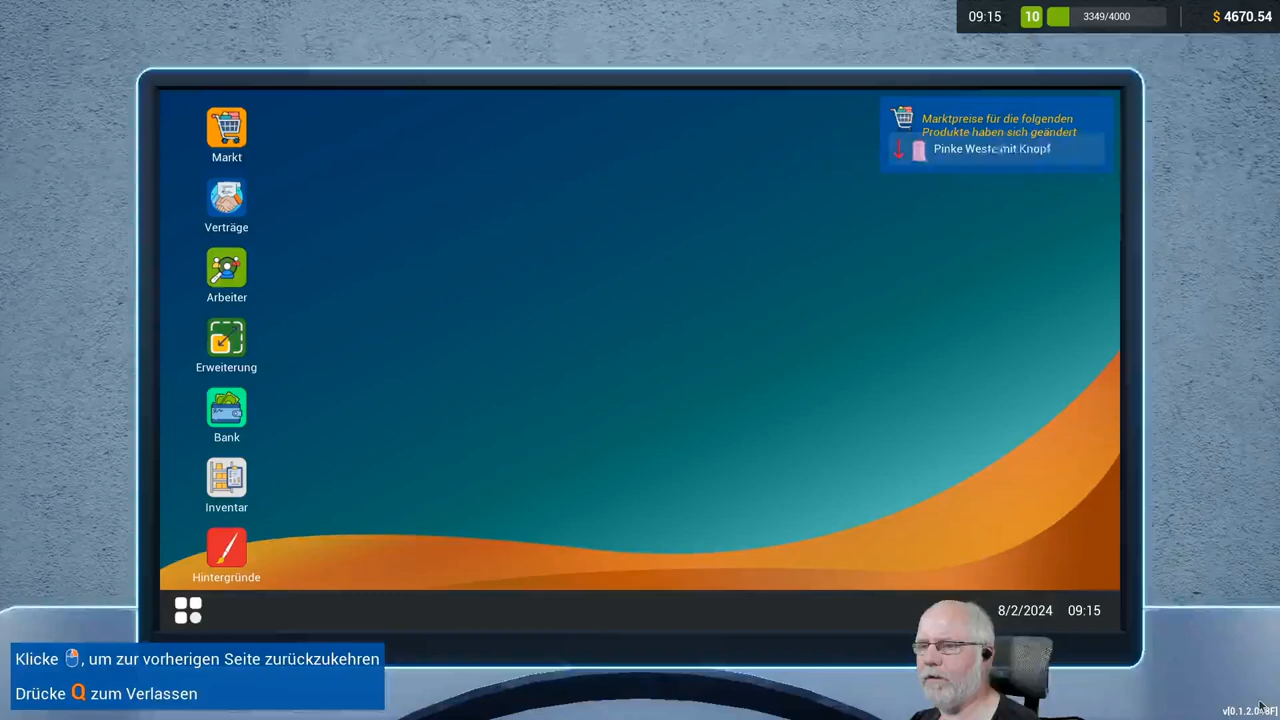 09:15
10
3349/4000
$ 4670.54
Markt
Marktpreise für die folgenden
Produkte haben sich geändert
Pinke Weste mit Knopf
Verträge
Arbeiter
Erweiterung
Bank
Inventar
Hintergründe
8/2/2024 09:15
Klicke , um zur vorherigen Seite zurückzukehren
Drücke Q zum Verlassen